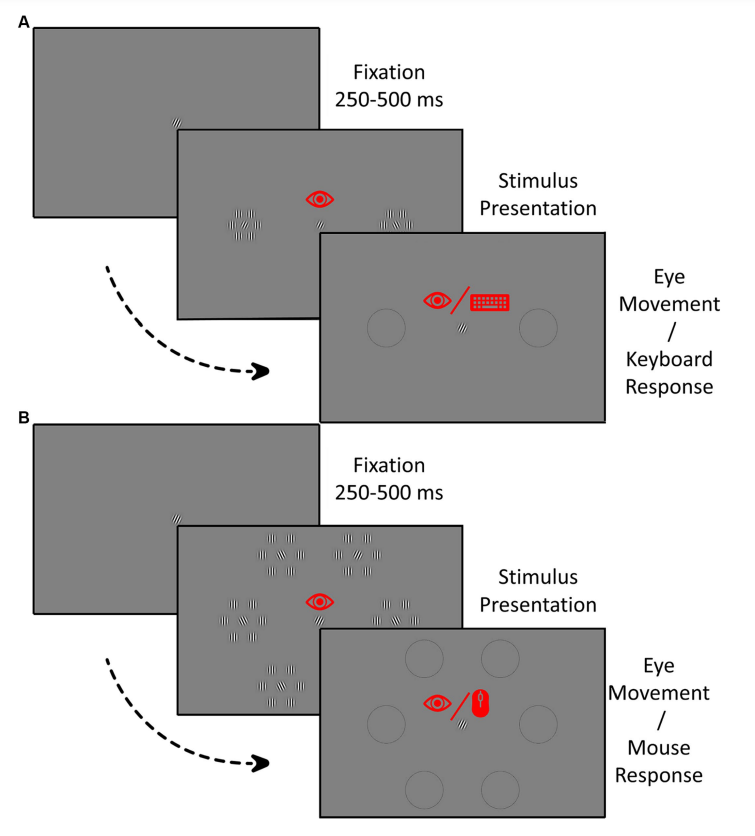 A
Fixation
250-500 ms
Stimulus
Presentation
Eye
Movement
/
Keyboard
Response
B
Fixation
250-500 ms
Stimulus
Presentation
Eye
Movement
/
Mouse
Response